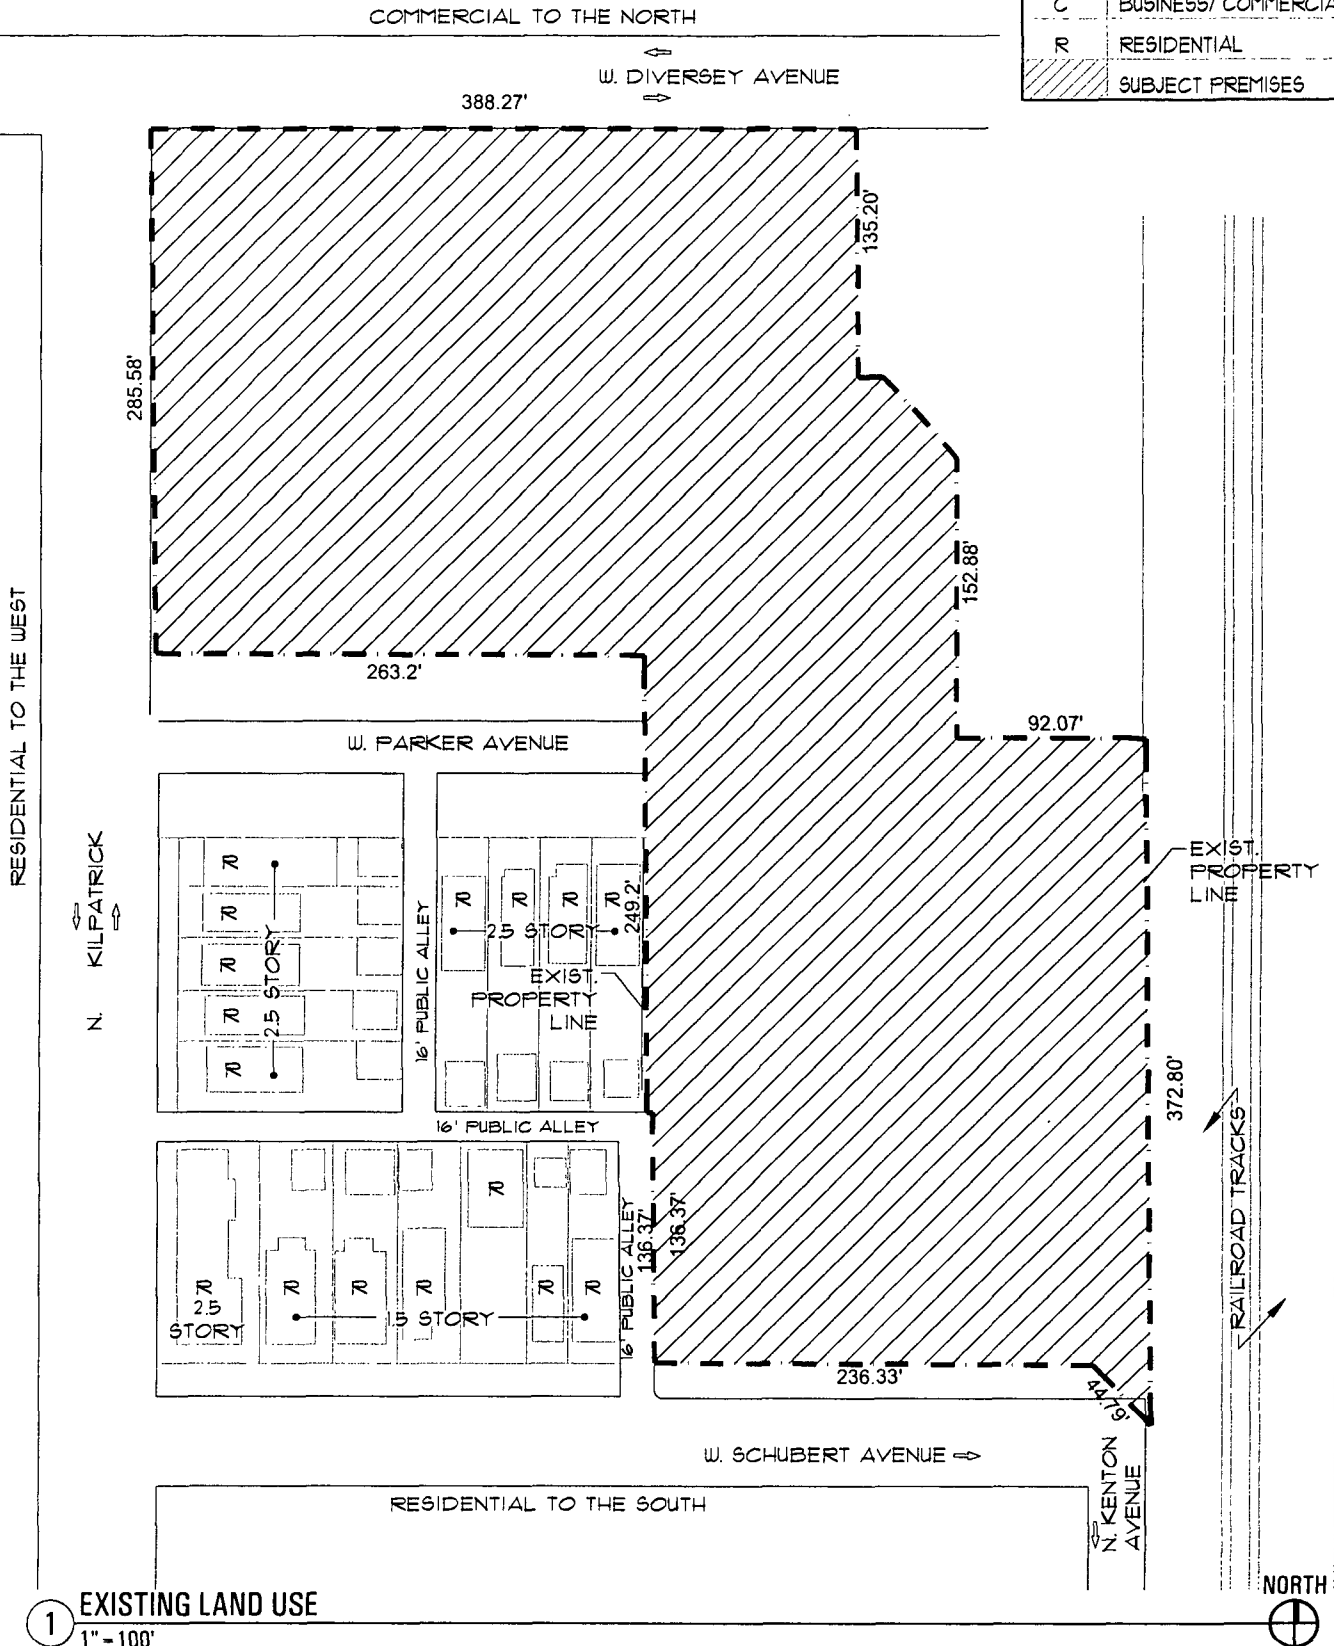 COMMERCIAL TO THE NORTH
C BUSINESS/ COMMERCIA
R RESIDENTIAL
SUBJECT PREMISES
W. DIVERSEY AVENUE
388.27'
135.20'
285.58'
152.88'
263.2'
92.07'
RESIDENTIAL TO THE WEST
W. PARKER AVENUE
N. KILPATRICK
EXIST.
PROPERTY
LINE
R
R
R
R
R
2.5 STORY
16' PUBLIC ALLEY
R
R
R
R
2.5 STORY
249.2'
EXIST.
PROPERTY
LINE
372.80'
16' PUBLIC ALLEY
R
R
2.5
STORY
R
R
R
R
R
1.5 STORY
16' PUBLIC ALLEY
136.37'
136.37'
RAILROAD TRACKS
236.33'
44.79'
W. SCHUBERT AVENUE
N. KENTON
AVENUE
RESIDENTIAL TO THE SOUTH
1 EXISTING LAND USE
1" = 100'
NORTH